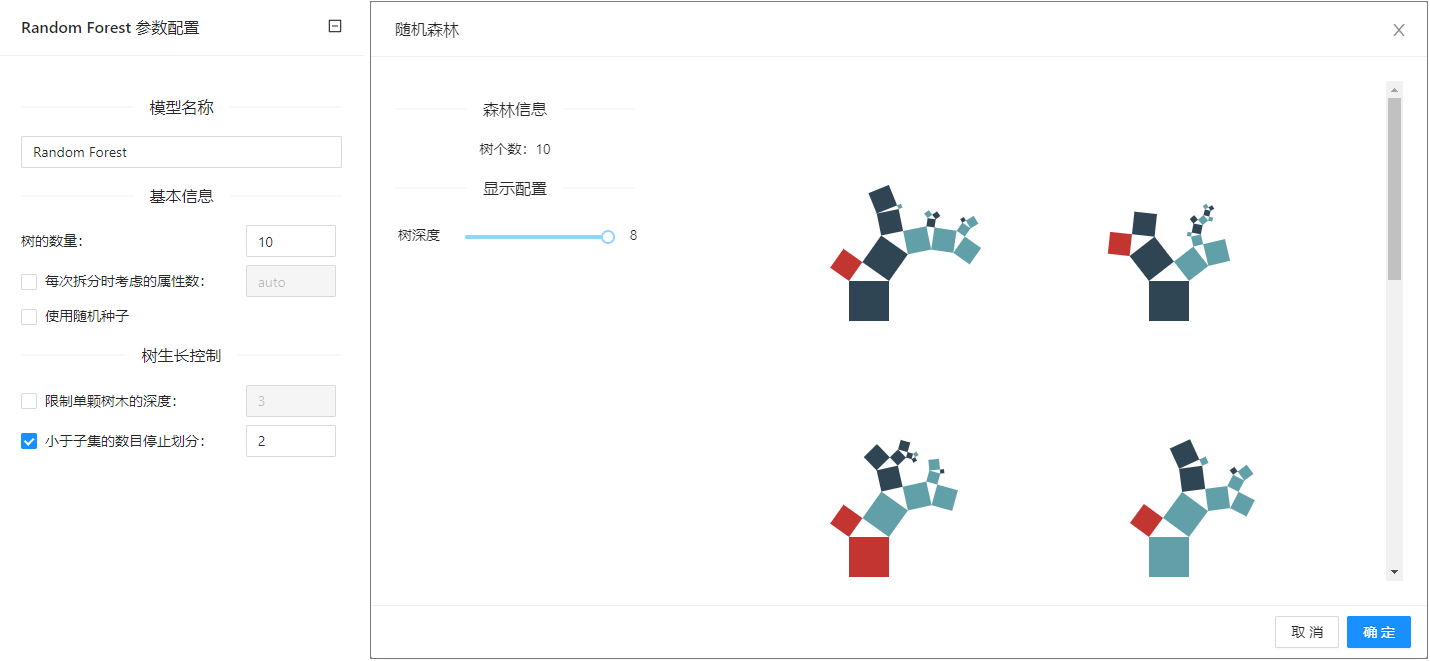 Random Forest 参数配置
模型名称
Random Forest
基本信息
树的数量： 10
每次拆分时考虑的属性数： auto
使用随机种子
树生长控制
限制单颗树木的深度： 3
小于子集的数目停止划分： 2
随机森林
森林信息
树个数：10
显示配置
树深度 8
取 消 确 定